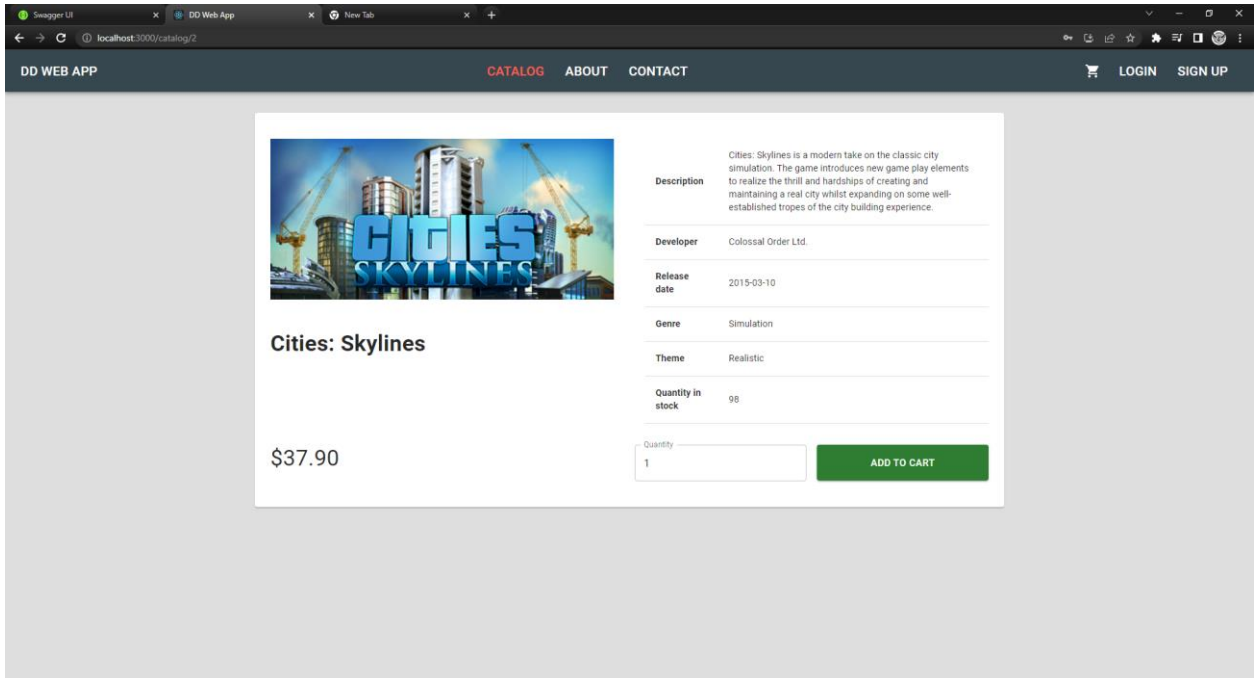 Swagger UI
DD Web App
New Tab
localhost:3000/catalog/2
DD WEB APP
CATALOG
ABOUT
CONTACT
LOGIN
SIGN UP
CITIES
SKYLINES
Cities: Skylines
$37.90
Description
Cities: Skylines is a modern take on the classic city
simulation. The game introduces new game play elements
to realize the thrill and hardships of creating and
maintaining a real city whilst expanding on some well-
established tropes of the city building experience.
Developer
Colossal Order Ltd.
Release
date
2015-03-10
Genre
Simulation
Theme
Realistic
Quantity in
stock
98
Quantity
1
ADD TO CART